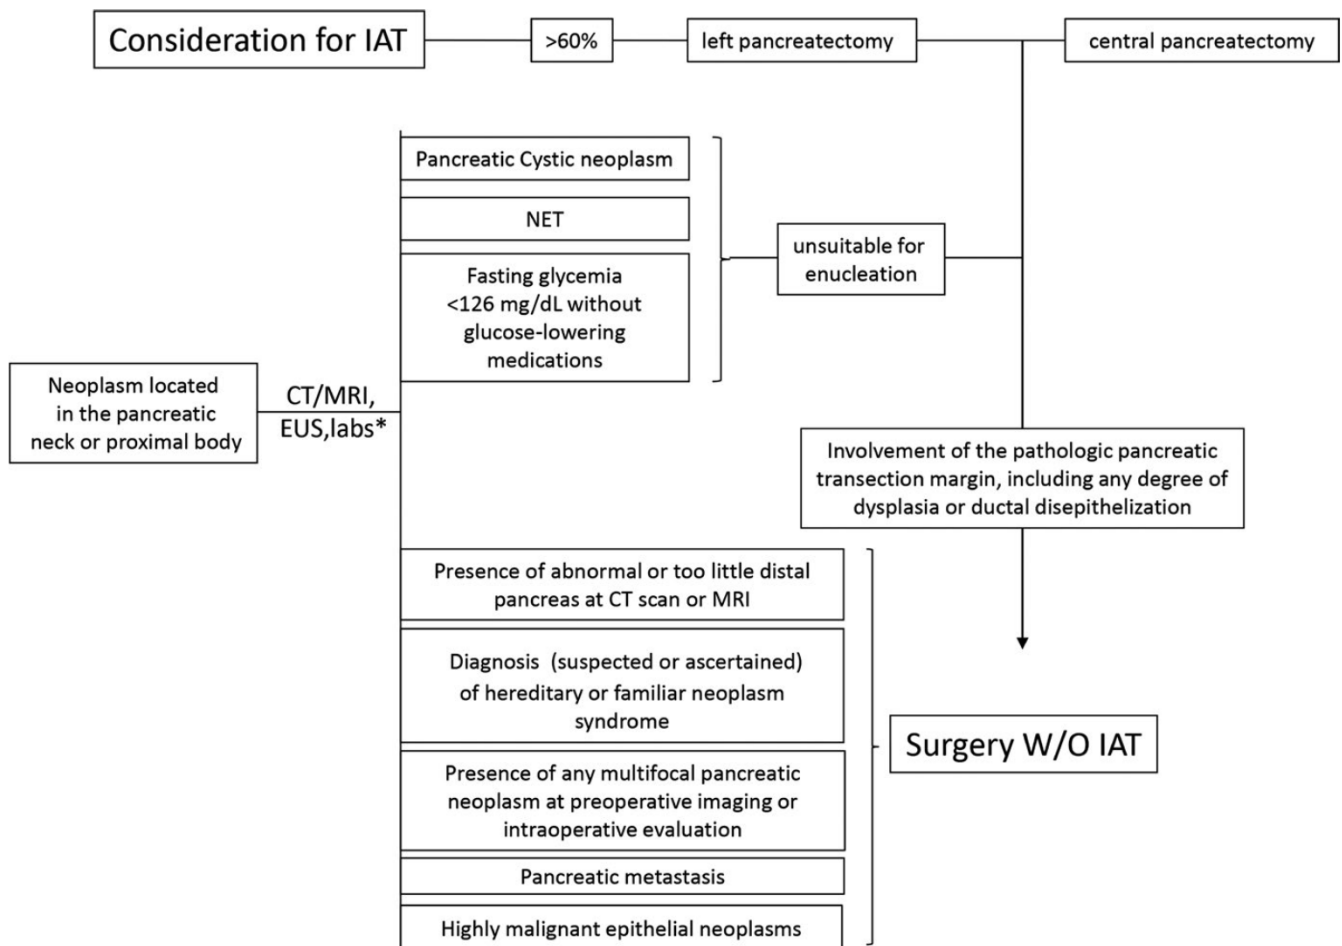 Consideration for IAT
>60%
left pancreatectomy
central pancreatectomy
Pancreatic Cystic neoplasm
NET
Fasting glycemia
<126 mg/dL without
glucose-lowering
medications
unsuitable for
enucleation
Neoplasm located
in the pancreatic
neck or proximal body
CT/MRI,
EUS,labs*
Involvement of the pathologic pancreatic
transection margin, including any degree of
dysplasia or ductal disepithelization
Presence of abnormal or too little distal
pancreas at CT scan or MRI
Diagnosis (suspected or ascertained)
of hereditary or familiar neoplasm
syndrome
Presence of any multifocal pancreatic
neoplasm at preoperative imaging or
intraoperative evaluation
Pancreatic metastasis
Highly malignant epithelial neoplasms
Surgery W/O IAT